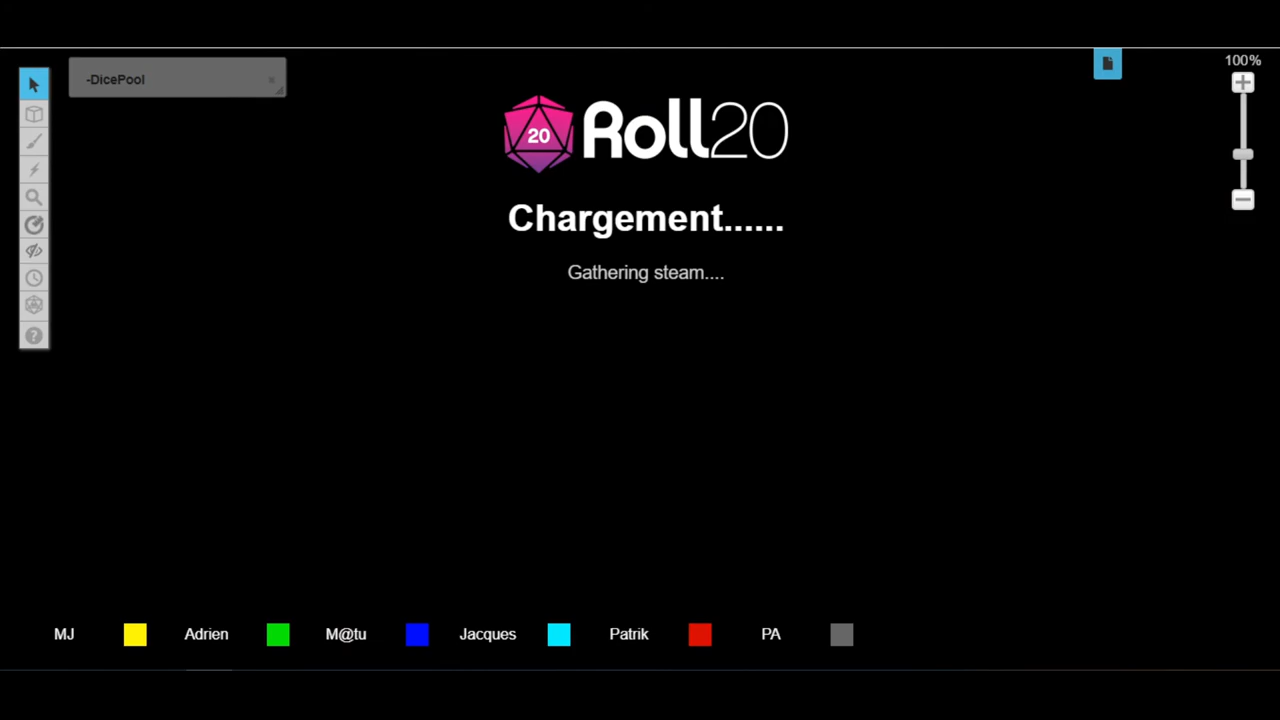 100%
-DicePool
20 Roll20
Chargement......
Gathering steam....
MJ Adrien M@tu Jacques Patrik PA